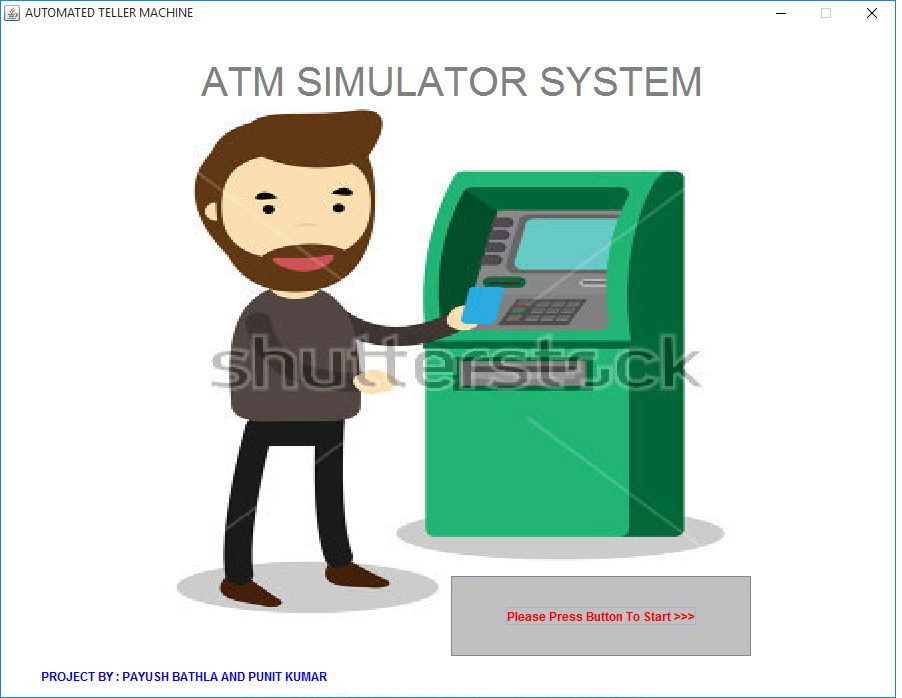 AUTOMATED TELLER MACHINE
ATM SIMULATOR SYSTEM
shutterstock
Please Press Button To Start >>>
PROJECT BY : PAYUSH BATHLA AND PUNIT KUMAR